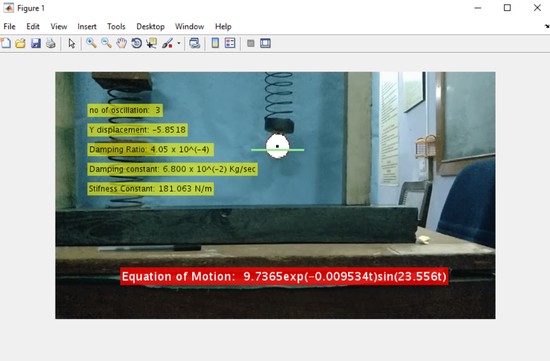 Figure 1
File Edit View Insert Tools Desktop Window Help
no of oscillation: 3
Y displacement: -5.8518
Damping Ratio: 4.05 x 10^(-4)
Damping constant: 6.800 x 10^(-2) Kg/sec
Stifness Constant: 181.063 N/m
Equation of Motion: 9.7365exp(-0.009534t)sin(23.556t)